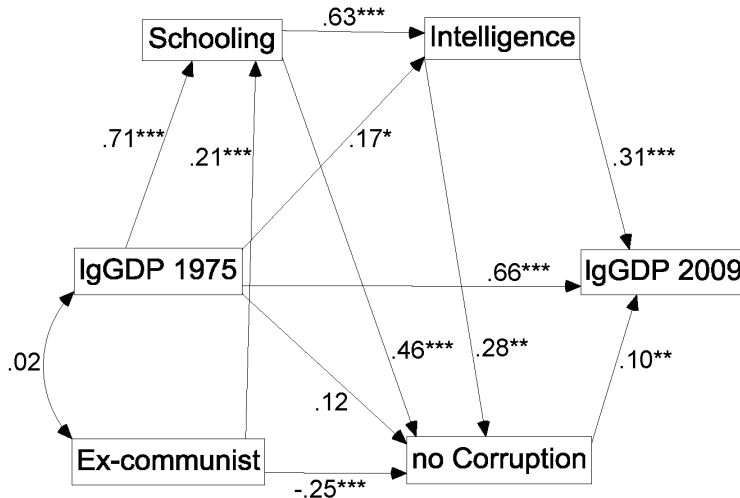 .63***
Schooling
Intelligence
.71***
.21***
.17*
.31***
lgGDP 1975
.66***
lgGDP 2009
.02
.46***
.28**
.10**
.12
Ex-communist
no Corruption
-.25***